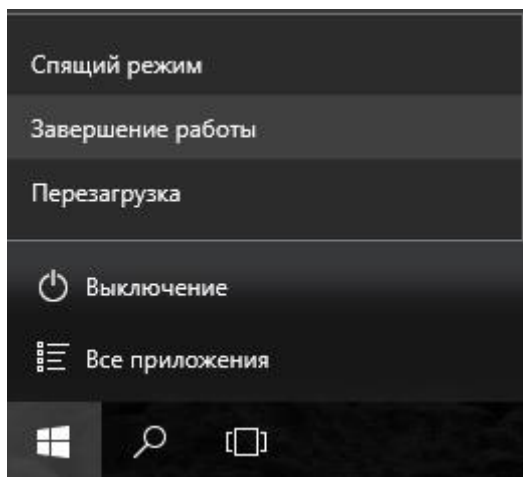 Спящий режим
Завершение работы
Перезагрузка
Выключение
Все приложения